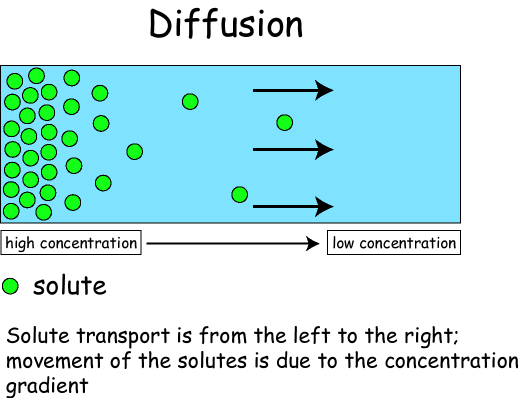 Diffusion
high concentration
low concentration
solute
Solute transport is from the left to the right;
movement of the solutes is due to the concentration
gradient